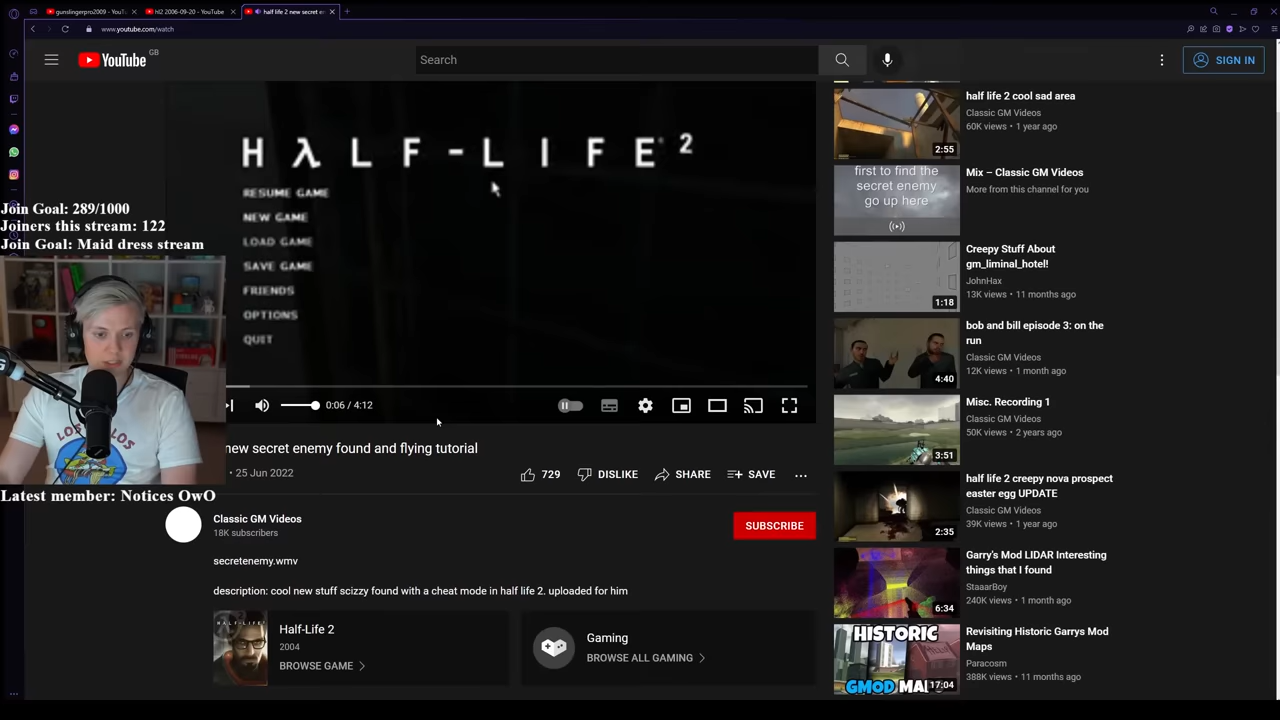 gunslingerpro2009 - YouTu
hl2 2006-09-20 - YouTube
half life 2 new secret en
www.youtube.com/watch
YouTube
GB
Search
SIGN IN
HλLF-LIFE²
RESUME GAME
NEW GAME
LOAD GAME
SAVE GAME
FRIENDS
OPTIONS
QUIT
0:06 / 4:12
new secret enemy found and flying tutorial
• 25 Jun 2022
729
DISLIKE
SHARE
SAVE
Classic GM Videos
18K subscribers
SUBSCRIBE
secretenemy.wmv
description: cool new stuff scizzy found with a cheat mode in half life 2. uploaded for him
HALF-LIFE²
Half-Life 2
2004
BROWSE GAME
Gaming
BROWSE ALL GAMING
Join Goal: 289/1000
Joiners this stream: 122
Join Goal: Maid dress stream
LOS
LOS
Latest member: Notices OwO
2:55
half life 2 cool sad area
Classic GM Videos
60K views • 1 year ago
first to find the
secret enemy
go up here
Mix – Classic GM Videos
More from this channel for you
1:18
Creepy Stuff About
gm_liminal_hotel!
JohnHax
13K views • 11 months ago
4:40
bob and bill episode 3: on the
run
Classic GM Videos
12K views • 1 month ago
3:51
Misc. Recording 1
Classic GM Videos
50K views • 2 years ago
2:35
half life 2 creepy nova prospect
easter egg UPDATE
Classic GM Videos
39K views • 1 year ago
6:34
Garry's Mod LIDAR Interesting
things that I found
StaaarBoy
240K views • 1 month ago
HISTORIC
GMOD MA
17:04
Revisiting Historic Garrys Mod
Maps
Paracosm
388K views • 11 months ago